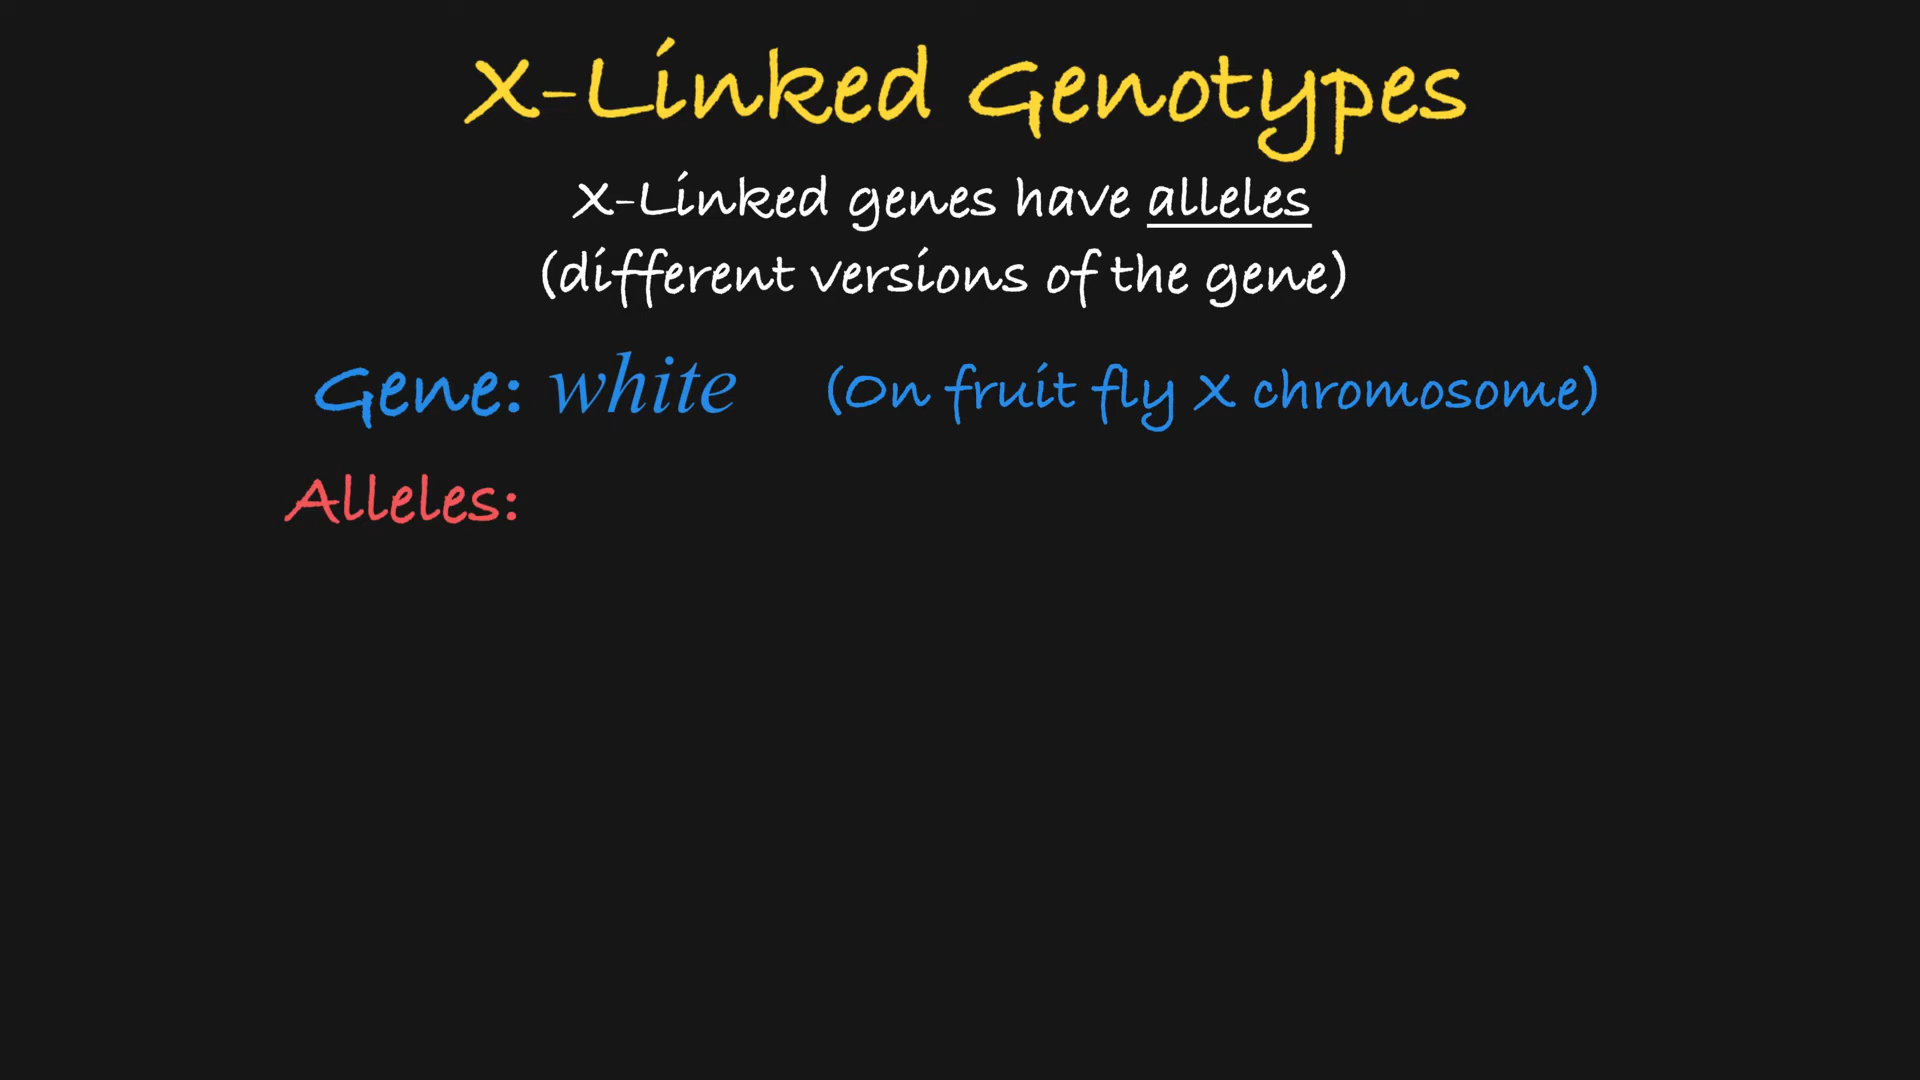 X-Linked Genotypes
X-Linked genes have alleles
(different versions of the gene)
Gene: white (On fruit fly X chromosome)
Alleles: